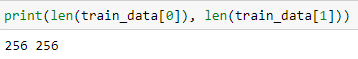 print(len(train_data[0]), len(train_data[1]))
256 256